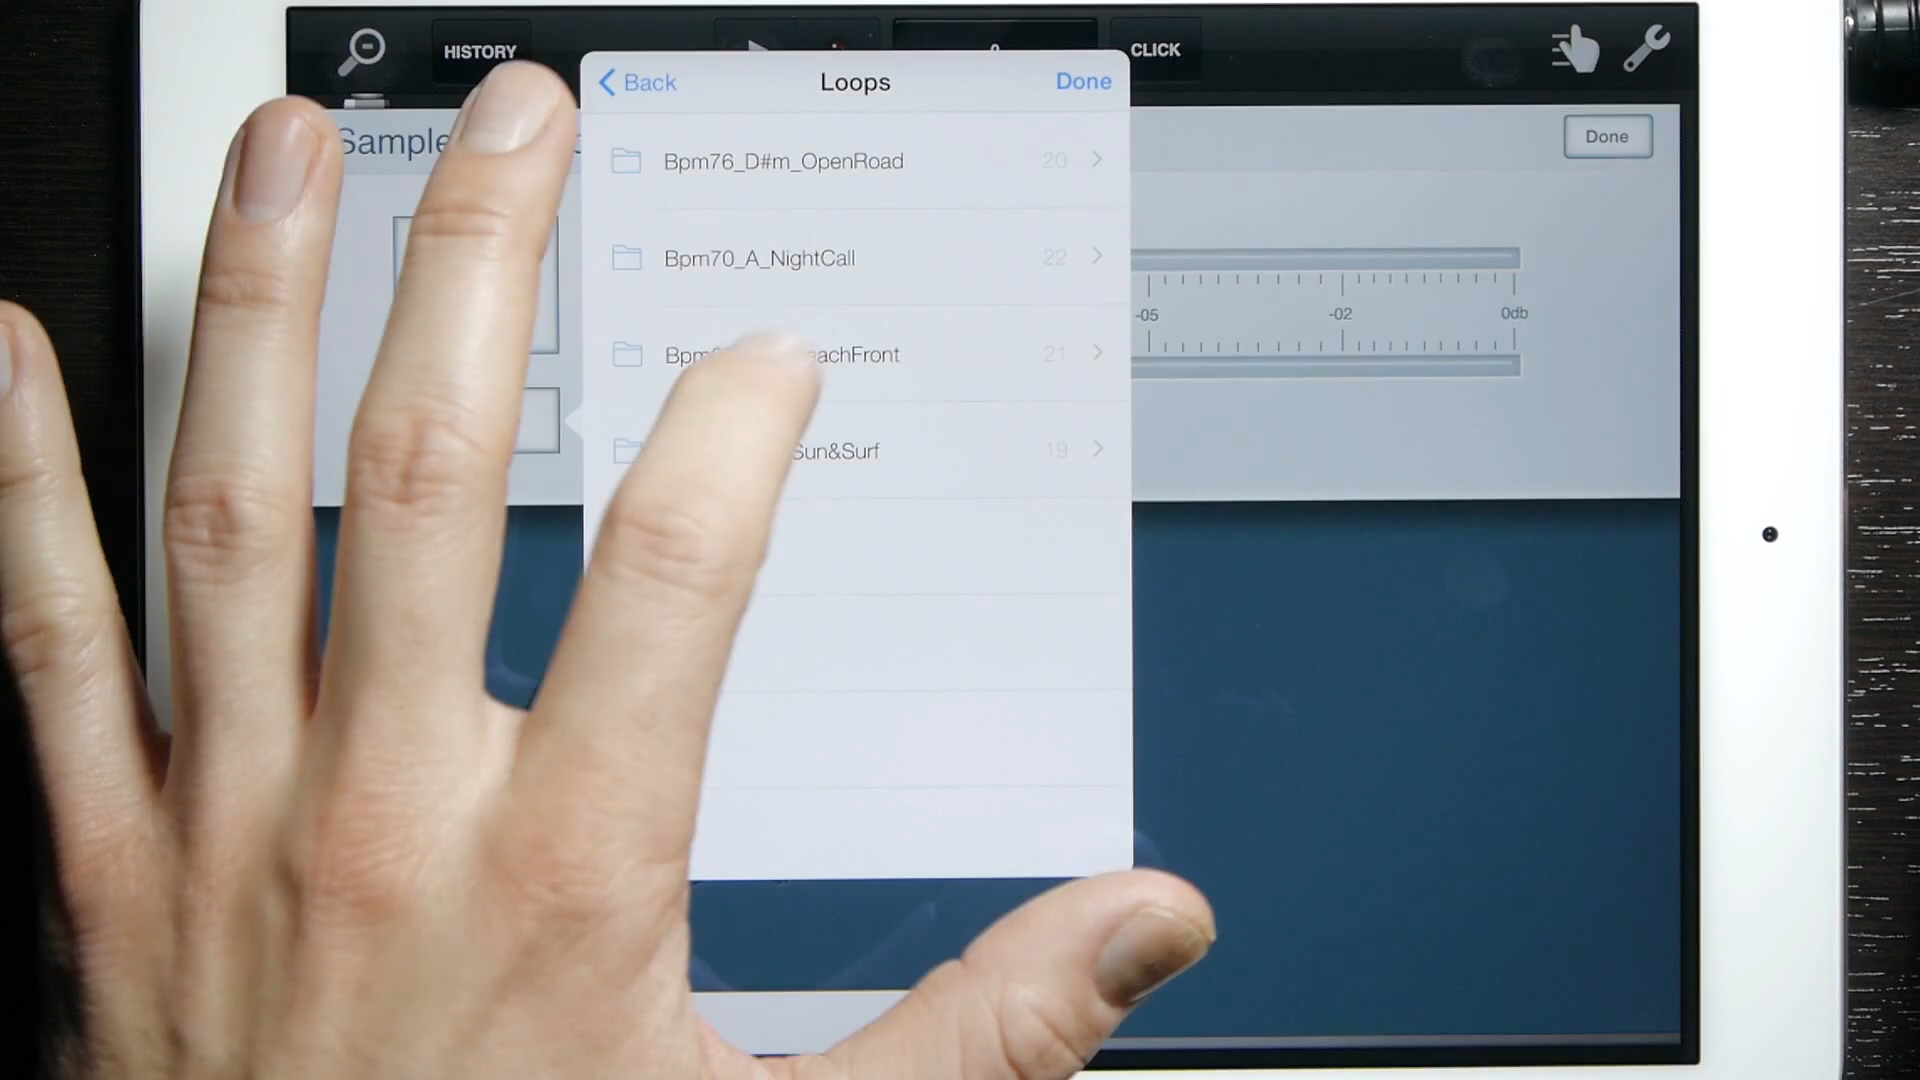 HISTORY
CLICK
Back
Loops
Done
Sample
Done
Bpm76_D#m_OpenRoad
20
Bpm70_A_NightCall
22
achFront
21
Sun&Surf
19
-05
-02
0db